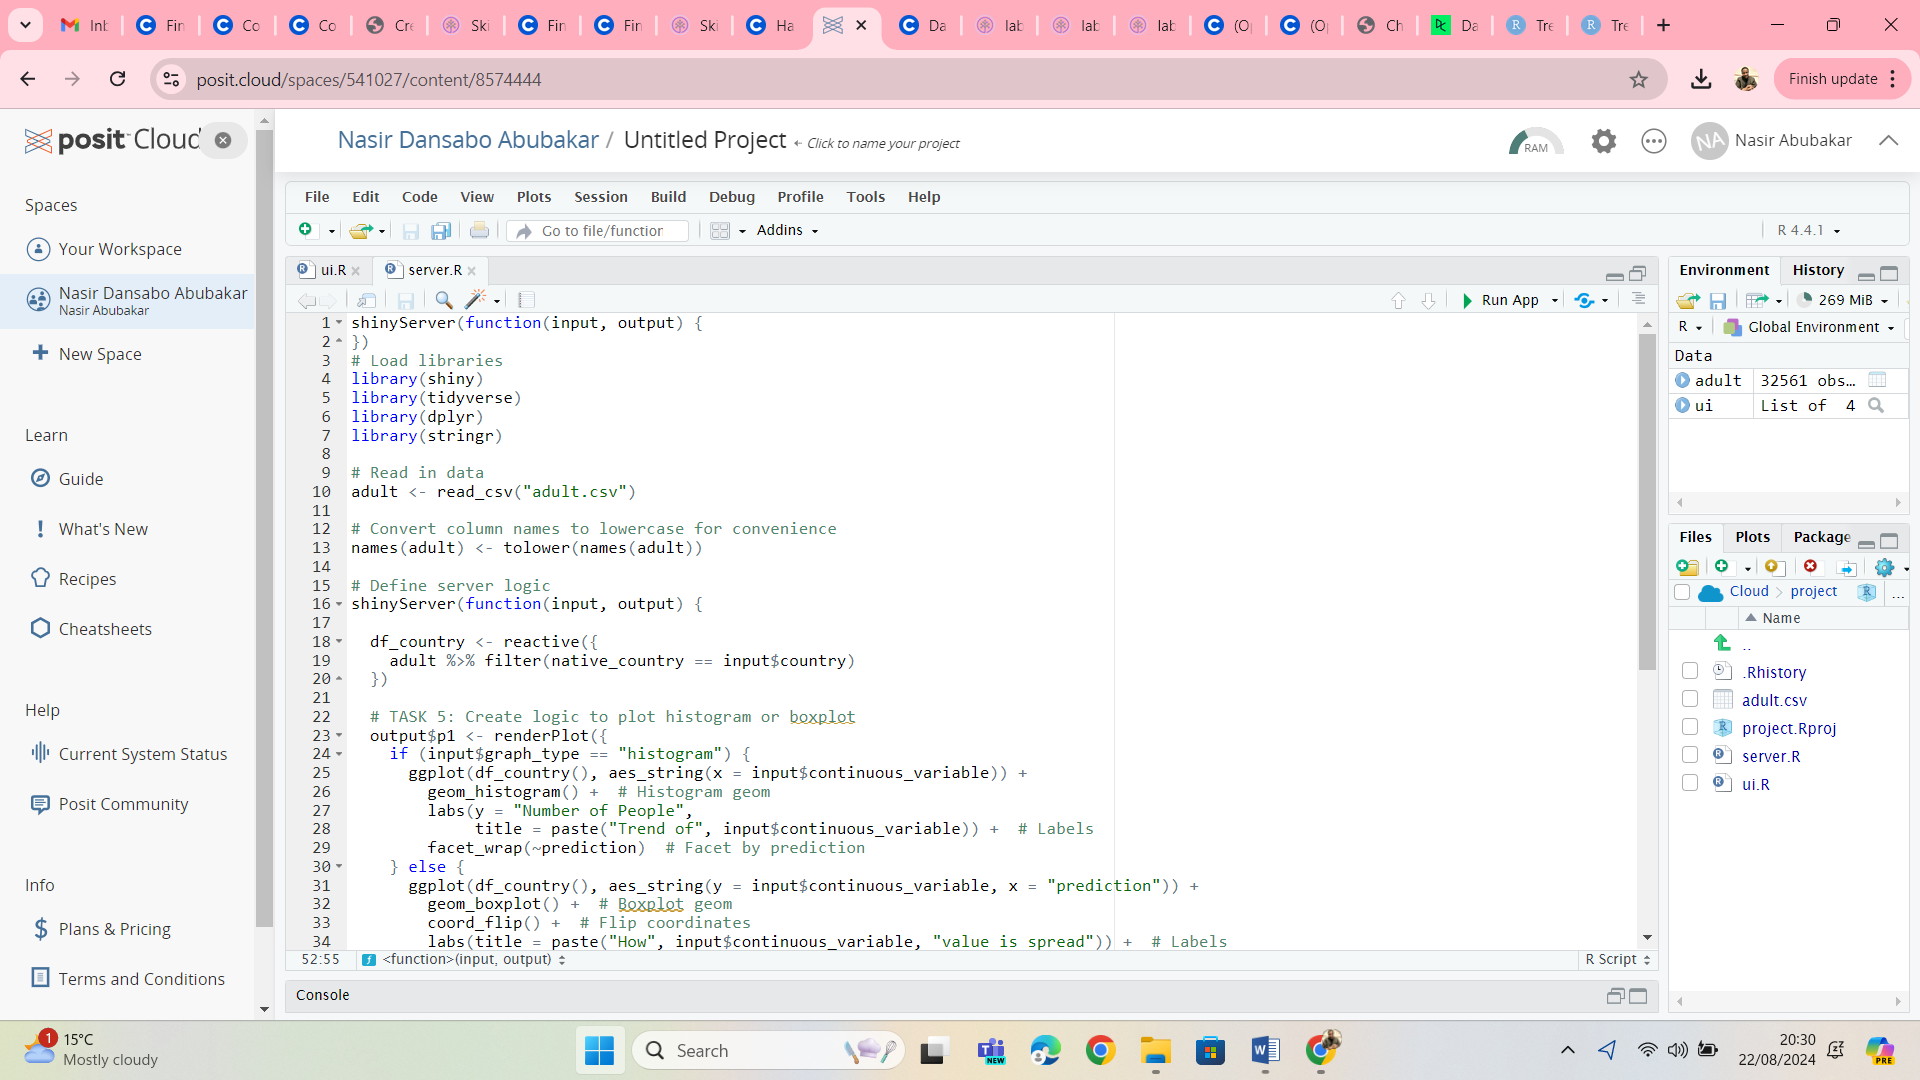 Inb
Fin
Co
Co
Cre
Ski
Fin
Fin
Ski
Ha
Da
lab
lab
lab
(O
(O
Ch
Da
Tre
Tre
posit.cloud/spaces/541027/content/8574444
Finish update
posit Cloud
Nasir Dansabo Abubakar / Untitled Project ← Click to name your project
RAM
NA
Nasir Abubakar
Spaces
Your Workspace
Nasir Dansabo Abubakar
Nasir Abubakar
New Space
Learn
Guide
What's New
Recipes
Cheatsheets
Help
Current System Status
Posit Community
Info
Plans & Pricing
Terms and Conditions
File Edit Code View Plots Session Build Debug Profile Tools Help
Go to file/function
Addins
R 4.4.1
ui.R
server.R
Run App
1 shinyServer(function(input, output) {
2 })
3 # Load libraries
4 library(shiny)
5 library(tidyverse)
6 library(dplyr)
7 library(stringr)
8
9 # Read in data
10 adult <- read_csv("adult.csv")
11
12 # Convert column names to lowercase for convenience
13 names(adult) <- tolower(names(adult))
14
15 # Define server logic
16 shinyServer(function(input, output) {
17
18 df_country <- reactive({
19 adult %>% filter(native_country == input$country)
20 })
21
22 # TASK 5: Create logic to plot histogram or boxplot
23 output$p1 <- renderPlot({
24 if (input$graph_type == "histogram") {
25 ggplot(df_country(), aes_string(x = input$continuous_variable)) +
26 geom_histogram() + # Histogram geom
27 labs(y = "Number of People",
28 title = paste("Trend of", input$continuous_variable)) + # Labels
29 facet_wrap(~prediction) # Facet by prediction
30 } else {
31 ggplot(df_country(), aes_string(y = input$continuous_variable, x = "prediction")) +
32 geom_boxplot() + # Boxplot geom
33 coord_flip() + # Flip coordinates
34 labs(title = paste("How", input$continuous_variable, "value is spread")) + # Labels
52:55
<function>(input, output)
R Script
Console
Environment History
269 MiB
R
Global Environment
Data
adult 32561 obs…
ui List of 4
Files Plots Package
Cloud project
...
Name
..
.Rhistory
adult.csv
project.Rproj
server.R
ui.R
1
15°C
Mostly cloudy
Search
NEW
20:30
22/08/2024
PRE